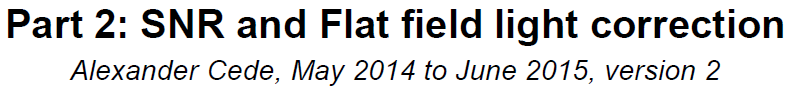 Part 2: SNR and Flat field light correction
Alexander Cede, May 2014 to June 2015, version 2